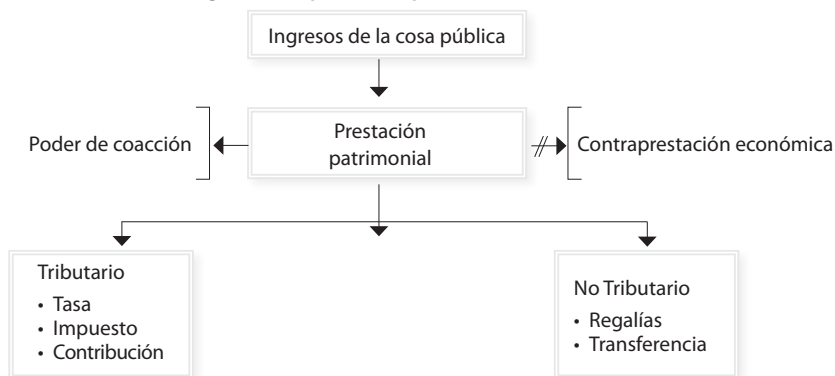 Ingresos de la cosa pública
Poder de coacción
Prestación
patrimonial
Contraprestación económica
Tributario
• Tasa
• Impuesto
• Contribución
No Tributario
• Regalías
• Transferencia